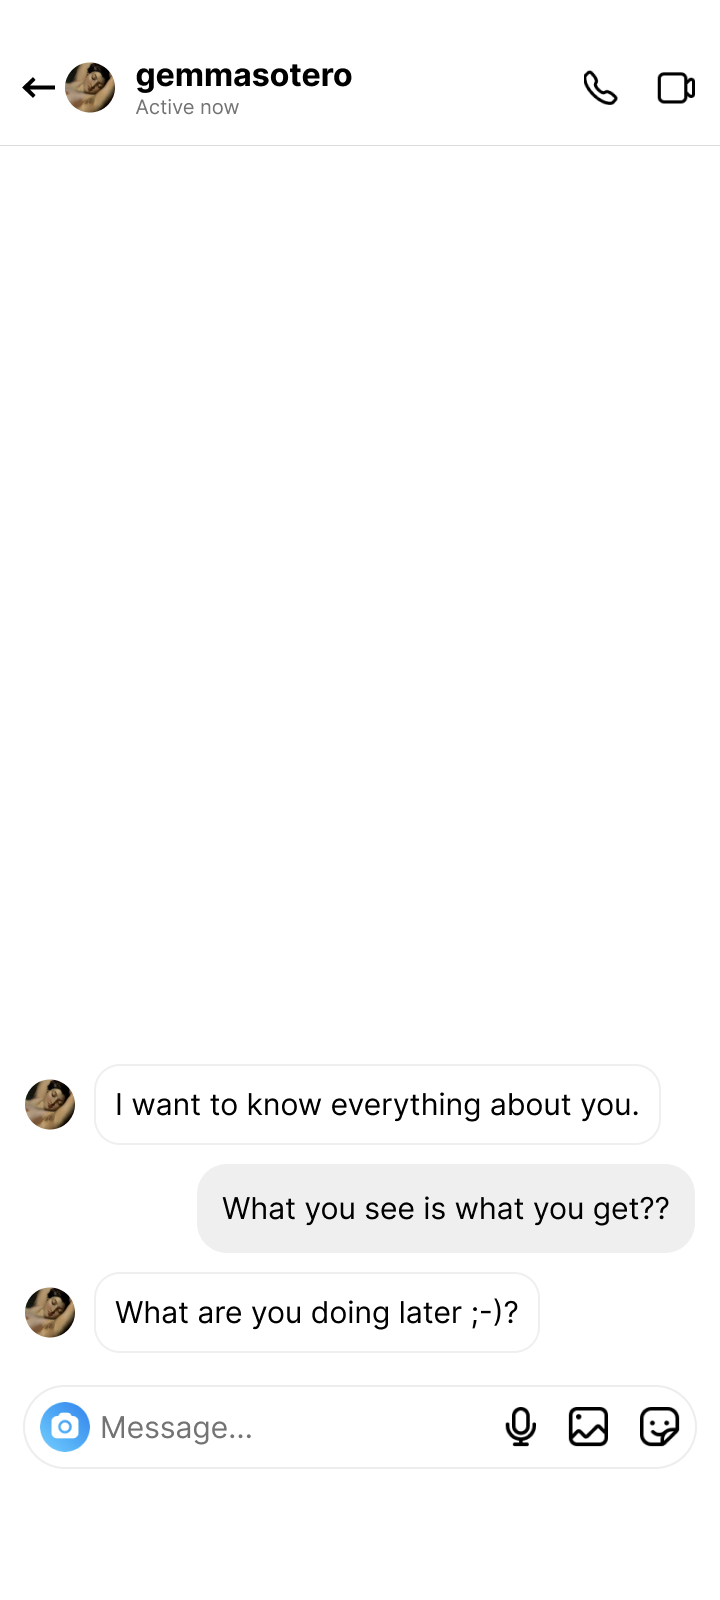 gemmasotero
Active now
I want to know everything about you.
What you see is what you get??
What are you doing later ;-)?
Message...